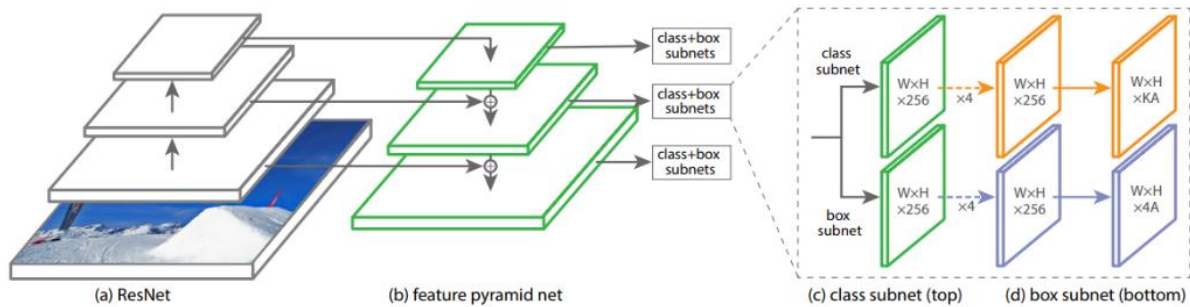 class+box
subnets
class+box
subnets
class+box
subnets
class
subnet
W×H
×256
×4
W×H
×256
W×H
×KA
box
subnet
W×H
×256
×4
W×H
×256
W×H
×4A
(a) ResNet
(b) feature pyramid net
(c) class subnet (top)
(d) box subnet (bottom)